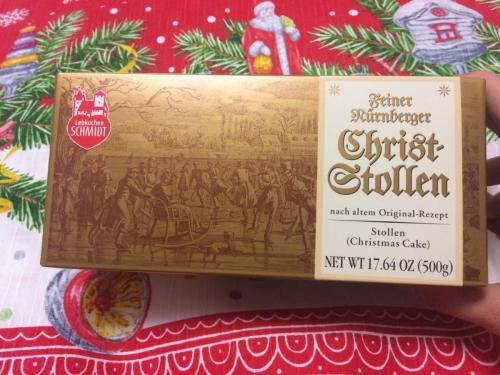 Lebkuchen
SCHMIDT
Feiner
Nürnberger
Christ-
Stollen
nach altem Original-Rezept
Stollen
(Christmas Cake)
NET WT 17.64 OZ (500g)